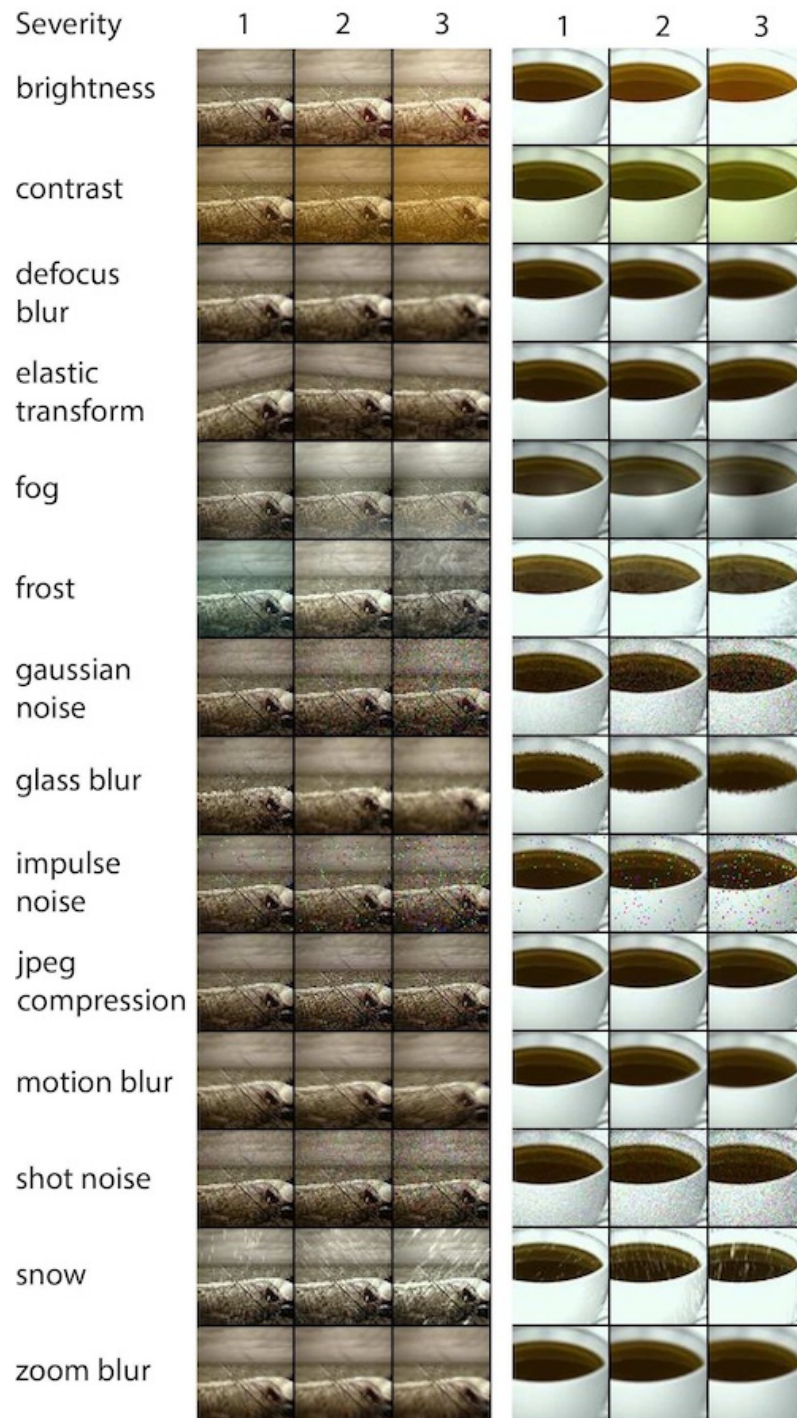 Severity 1 2 3 1 2 3
brightness
contrast
defocus
blur
elastic
transform
fog
frost
gaussian
noise
glass blur
impulse
noise
jpeg
compression
motion blur
shot noise
snow
zoom blur